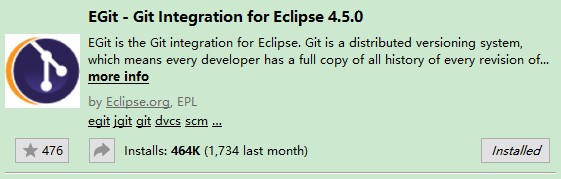 EGit - Git Integration for Eclipse 4.5.0
EGit is the Git integration for Eclipse. Git is a distributed versioning system,
which means every developer has a full copy of all history of every revision of...
more info
by Eclipse.org, EPL
egit jgit git dvcs scm ...
476 Installs: 464K (1,734 last month) Installed